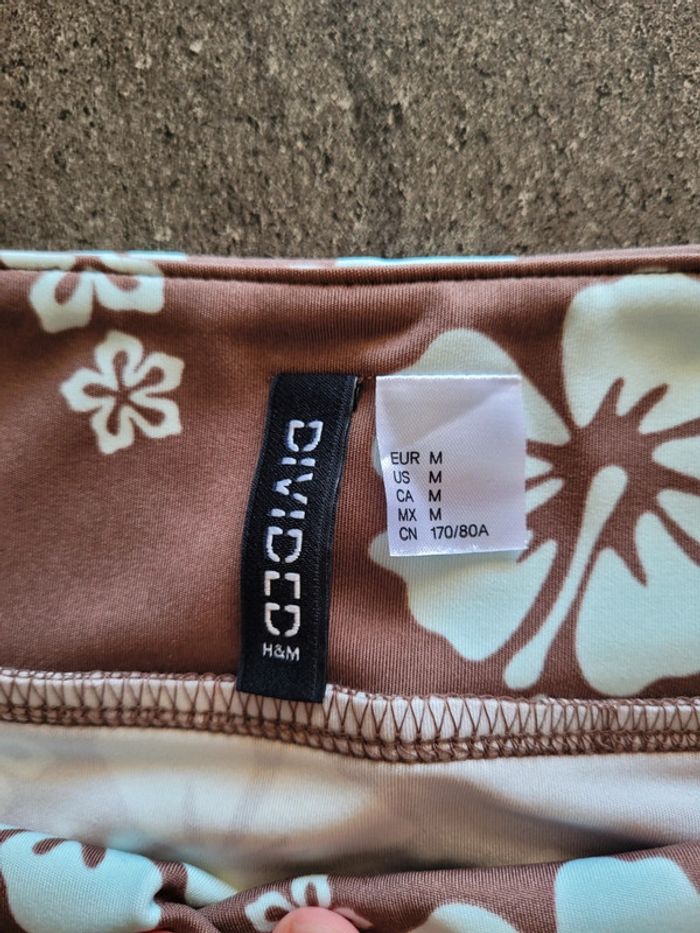 DIVIDED
H&M
EUR M
US M
CA M
MX M
CN 170/80A